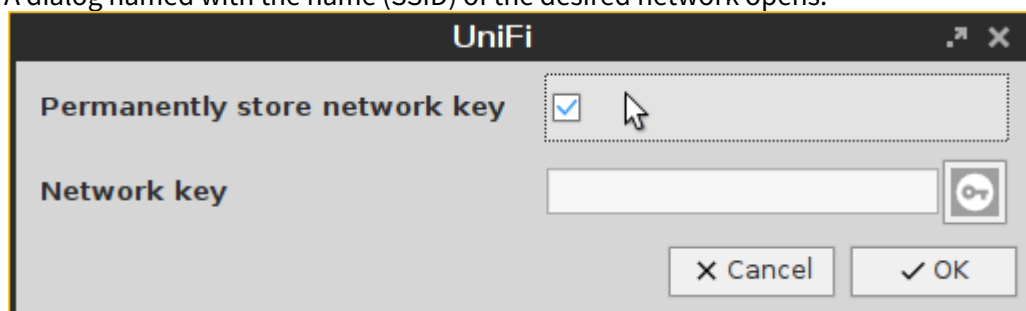 A dialog named with the name (SSID) of the desired network opens:
UniFi
Permanently store network key
Network key
Cancel
OK